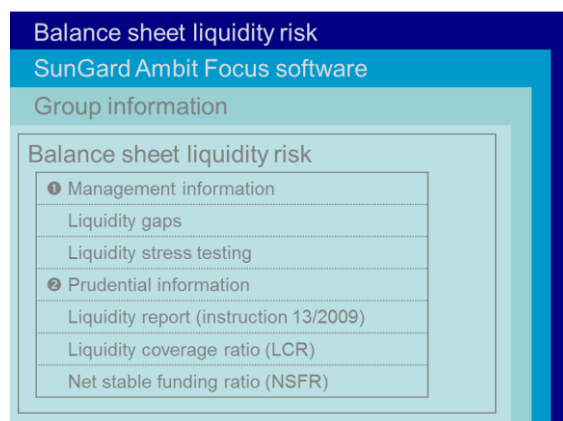 Balance sheet liquidity risk
SunGard Ambit Focus software
Group information
Balance sheet liquidity risk
❶ Management information
Liquidity gaps
Liquidity stress testing
❷ Prudential information
Liquidity report (instruction 13/2009)
Liquidity coverage ratio (LCR)
Net stable funding ratio (NSFR)